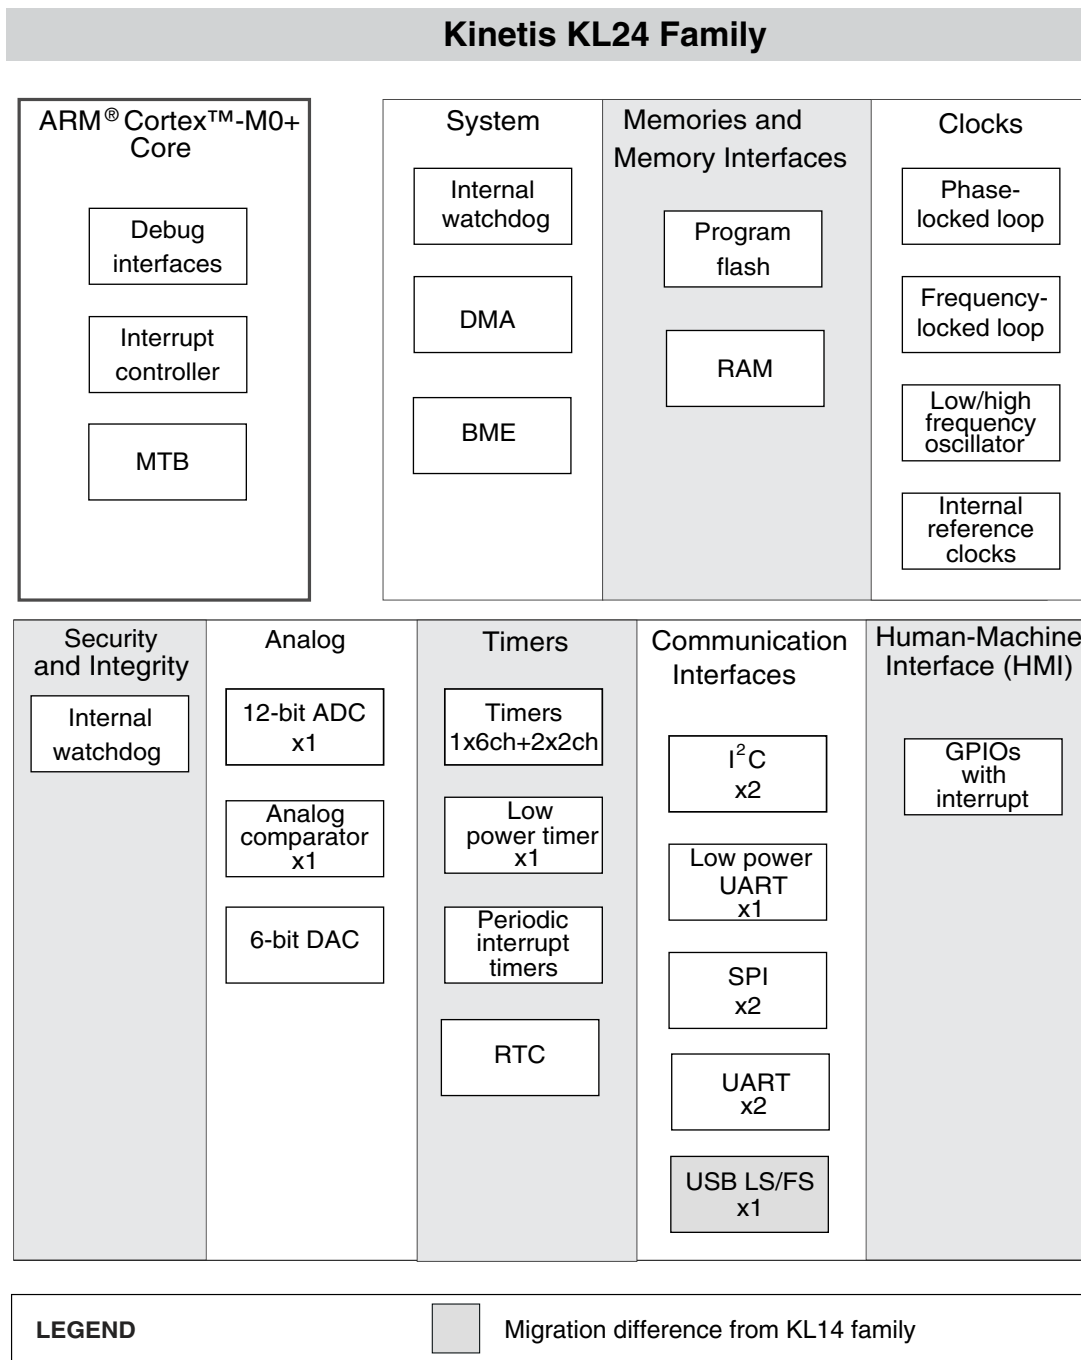 Kinetis KL24 Family
ARM® Cortex™-M0+
Core
Debug
interfaces
Interrupt
controller
MTB
System
Internal
watchdog
DMA
BME
Memories and
Memory Interfaces
Program
flash
RAM
Clocks
Phase-
locked loop
Frequency-
locked loop
Low/high
frequency
oscillator
Internal
reference
clocks
Security
and Integrity
Internal
watchdog
Analog
12-bit ADC
x1
Analog
comparator
x1
6-bit DAC
Timers
Timers
1x6ch+2x2ch
Low
power timer
x1
Periodic
interrupt
timers
RTC
Communication
Interfaces
I²C
x2
Low power
UART
x1
SPI
x2
UART
x2
USB LS/FS
x1
Human-Machine
Interface (HMI)
GPIOs
with
interrupt
LEGEND
Migration difference from KL14 family